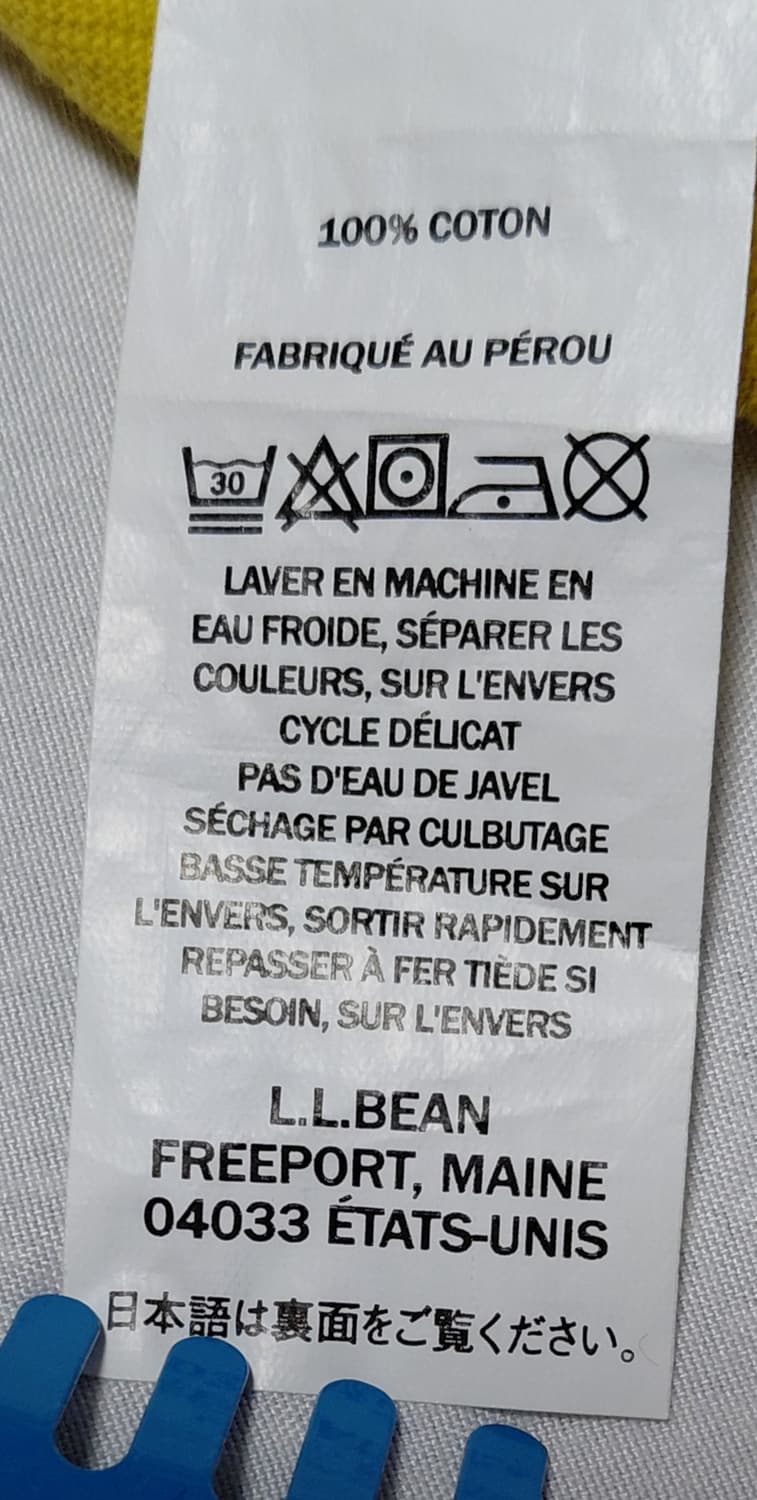 100% COTON
FABRIQUÉ AU PÉROU
30
LAVER EN MACHINE EN
EAU FROIDE, SÉPARER LES
COULEURS, SUR L'ENVERS
CYCLE DÉLICAT
PAS D'EAU DE JAVEL
SÉCHAGE PAR CULBUTAGE
BASSE TEMPÉRATURE SUR
L'ENVERS, SORTIR RAPIDEMENT
REPASSER À FER TIÈDE SI
BESOIN, SUR L'ENVERS
L.L.BEAN
FREEPORT, MAINE
04033 ÉTATS-UNIS
日本語は裏面をご覧ください。